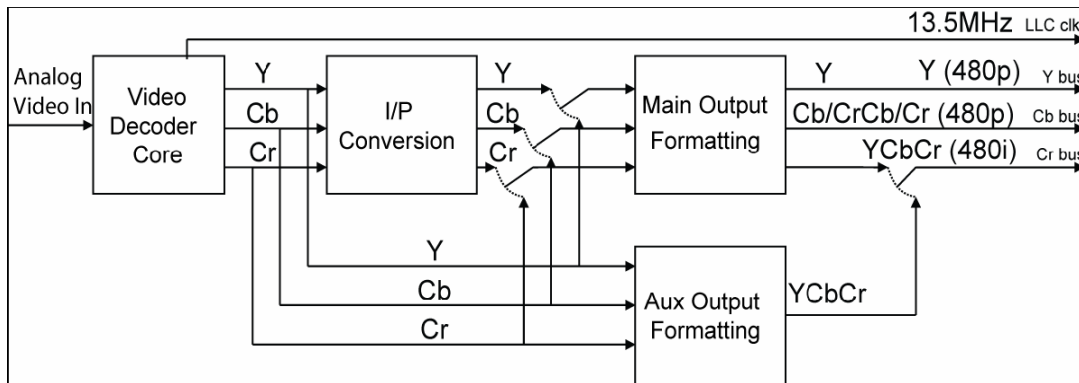 13.5MHz LLC clk
Analog
Video In
Video
Decoder
Core
Y
Cb
Cr
I/P
Conversion
Y
Cb
Cr
Main Output
Formatting
Y Y (480p) Y bus
Cb/CrCb/Cr (480p) Cb bus
YCbCr (480i) Cr bus
Y
Cb
Cr
Aux Output
Formatting
YCbCr